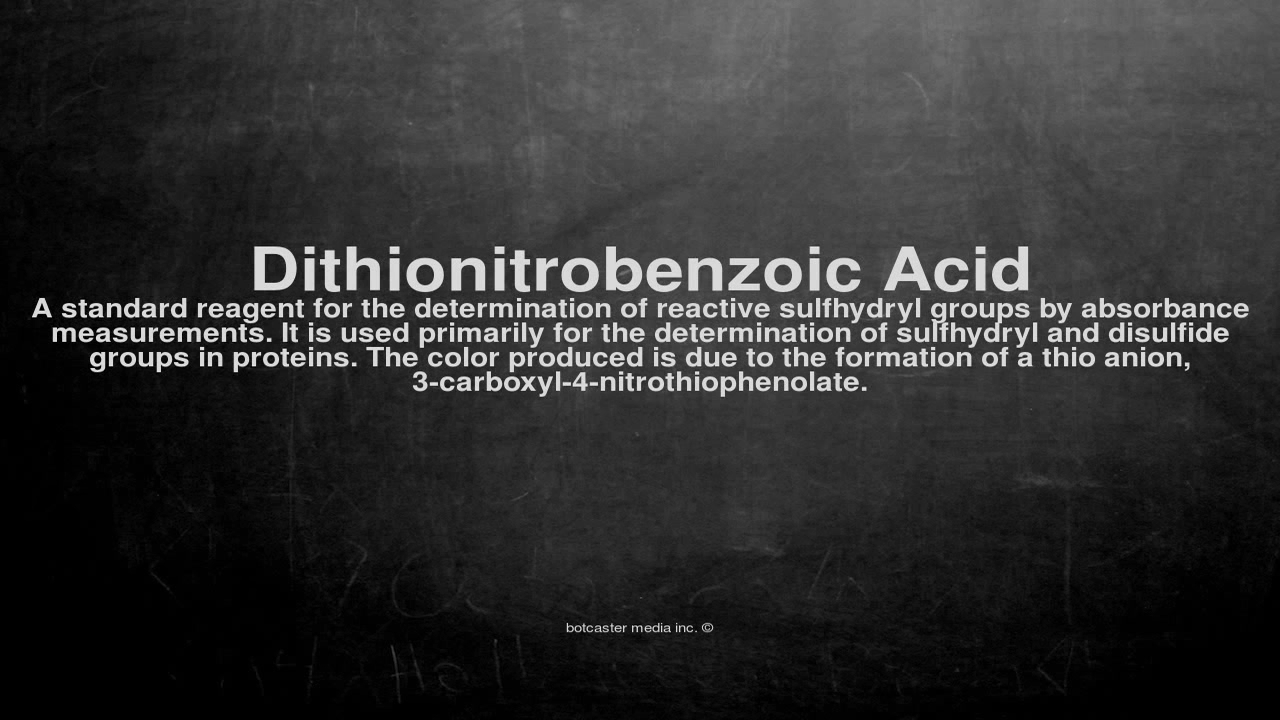 Dithionitrobenzoic Acid
A standard reagent for the determination of reactive sulfhydryl groups by absorbance
measurements. It is used primarily for the determination of sulfhydryl and disulfide
groups in proteins. The color produced is due to the formation of a thio anion,
3-carboxyl-4-nitrothiophenolate.
botcaster media inc. ©